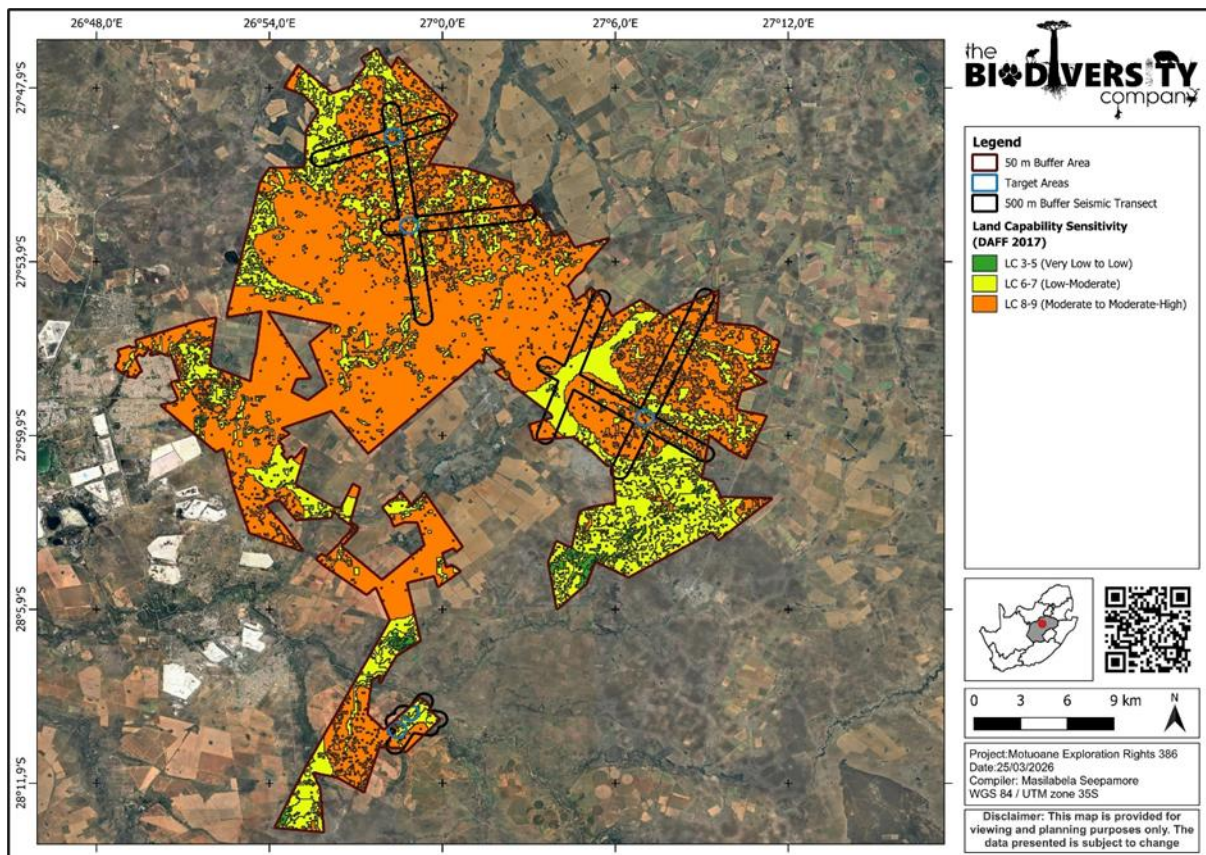 26°48,0'E 26°54,0'E 27°0,0'E 27°6,0'E 27°12,0'E
27°47,9'S
27°53,9'S
27°59,9'S
28°5,9'S
28°11,9'S
the
BIODIVERSITY
company
Legend
50 m Buffer Area
Target Areas
500 m Buffer Seismic Transect
Land Capability Sensitivity
(DAFF 2017)
LC 3-5 (Very Low to Low)
LC 6-7 (Low-Moderate)
LC 8-9 (Moderate to Moderate-High)
0 3 6 9 km
N
Project:Motuoane Exploration Rights 386
Date:25/03/2026
Compiler: Masilabela Seepamore
WGS 84 / UTM zone 35S
Disclaimer: This map is provided for
viewing and planning purposes only. The
data presented is subject to change